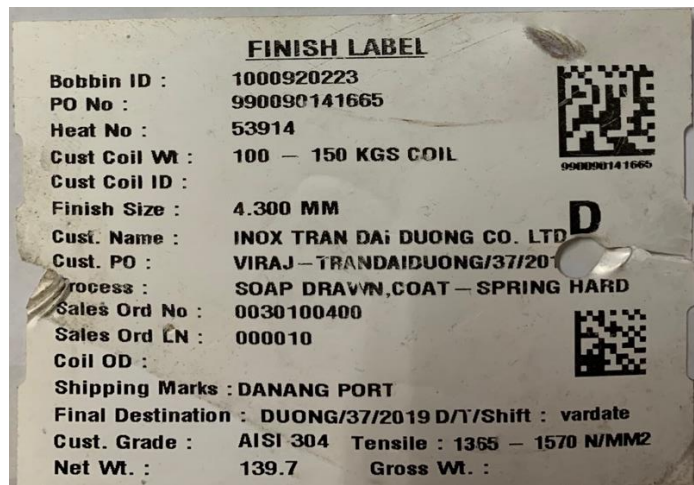 FINISH LABEL
Bobbin ID : 1000920223
PO No : 990090141665
Heat No : 53914
Cust Coil Wt : 100 – 150 KGS COIL
990090141665
Cust Coil ID :
Finish Size : 4.300 MM
D
Cust. Name : INOX TRAN DAi DUONG CO. LTD
Cust. PO : VIRAJ–TRANDAIDUONG/37/201
Process : SOAP DRAWN,COAT – SPRING HARD
Sales Ord No : 0030100400
Sales Ord LN : 000010
Coil OD :
Shipping Marks : DANANG PORT
Final Destination : DUONG/37/2019 D/T/Shift : vardate
Cust. Grade : AISI 304 Tensile : 1365 – 1570 N/MM2
Net Wt. : 139.7 Gross Wt. :